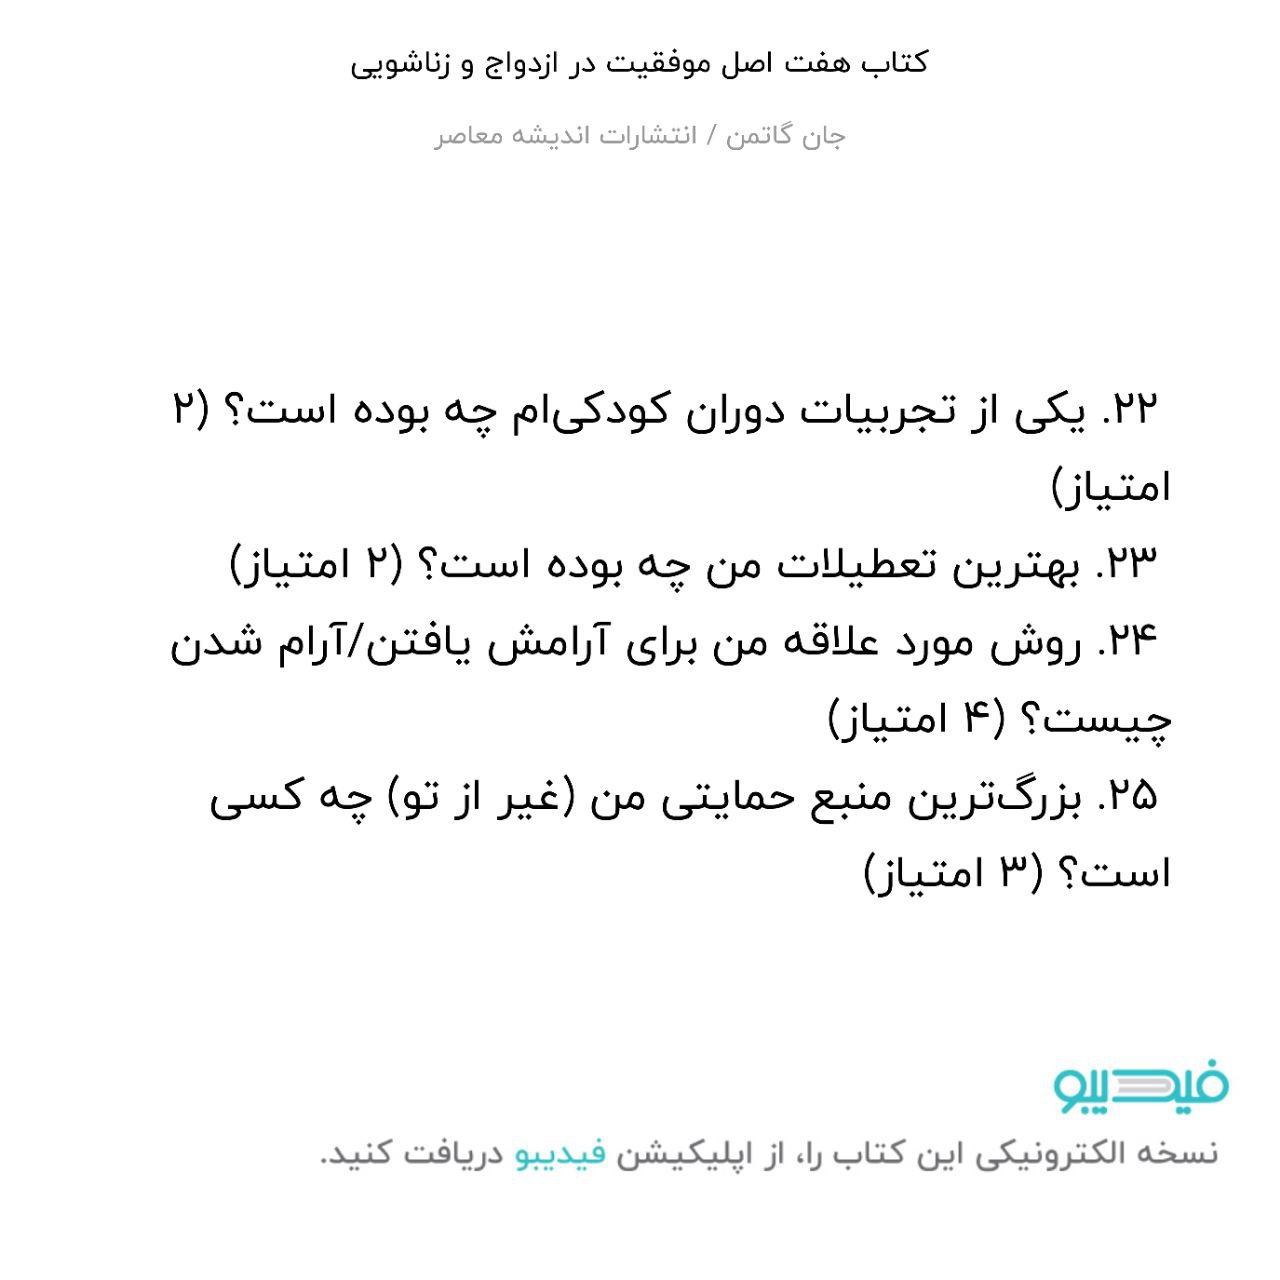 کتاب هفت اصل موفقیت در ازدواج و زناشویی
جان گاتمن / انتشارات اندیشه معاصر
۲۲. یکی از تجربیات دوران کودکی‌ام چه بوده است؟ (۲
امتیاز)
۲۳. بهترین تعطیلات من چه بوده است؟ (۲ امتیاز)
۲۴. روش مورد علاقه من برای آرامش یافتن/آرام شدن
چیست؟ (۴ امتیاز)
۲۵. بزرگ‌ترین منبع حمایتی من (غیر از تو) چه کسی
است؟ (۳ امتیاز)
فیدیبو
نسخه الکترونیکی این کتاب را، از اپلیکیشن فیدیبو دریافت کنید.